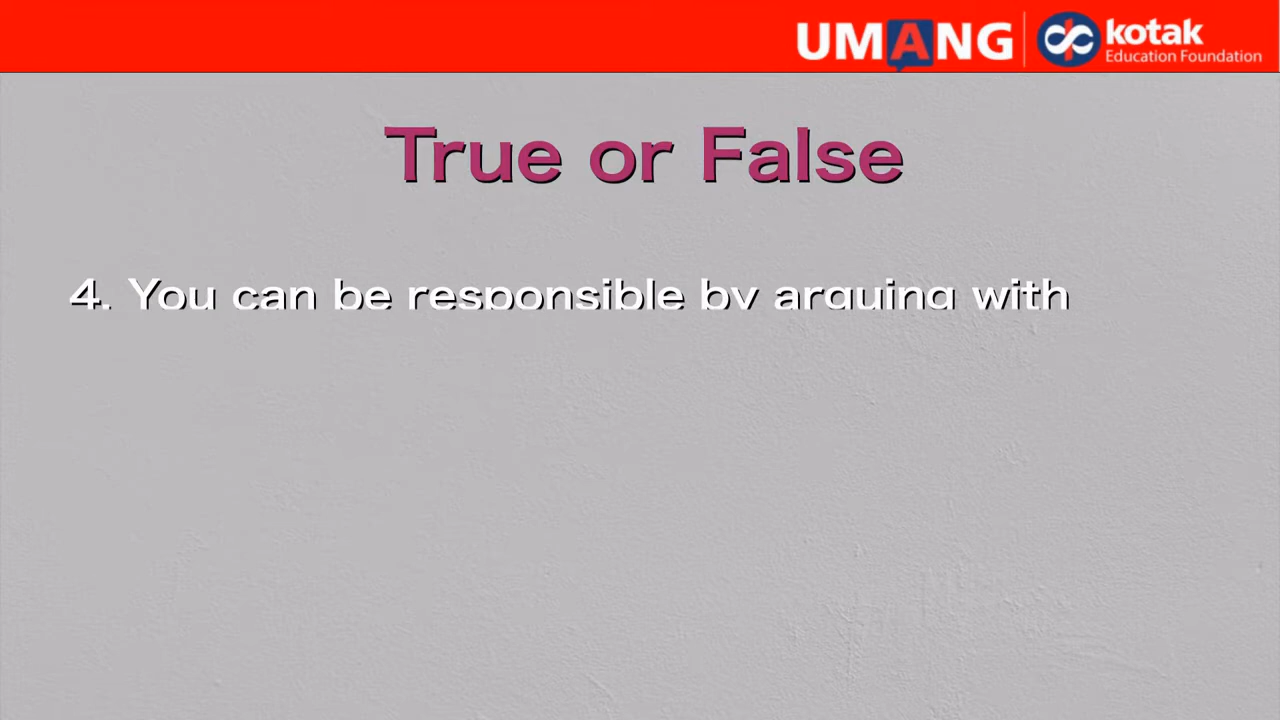 UMANG
kotak
Education Foundation
True or False
4. You can be responsible by arguing with